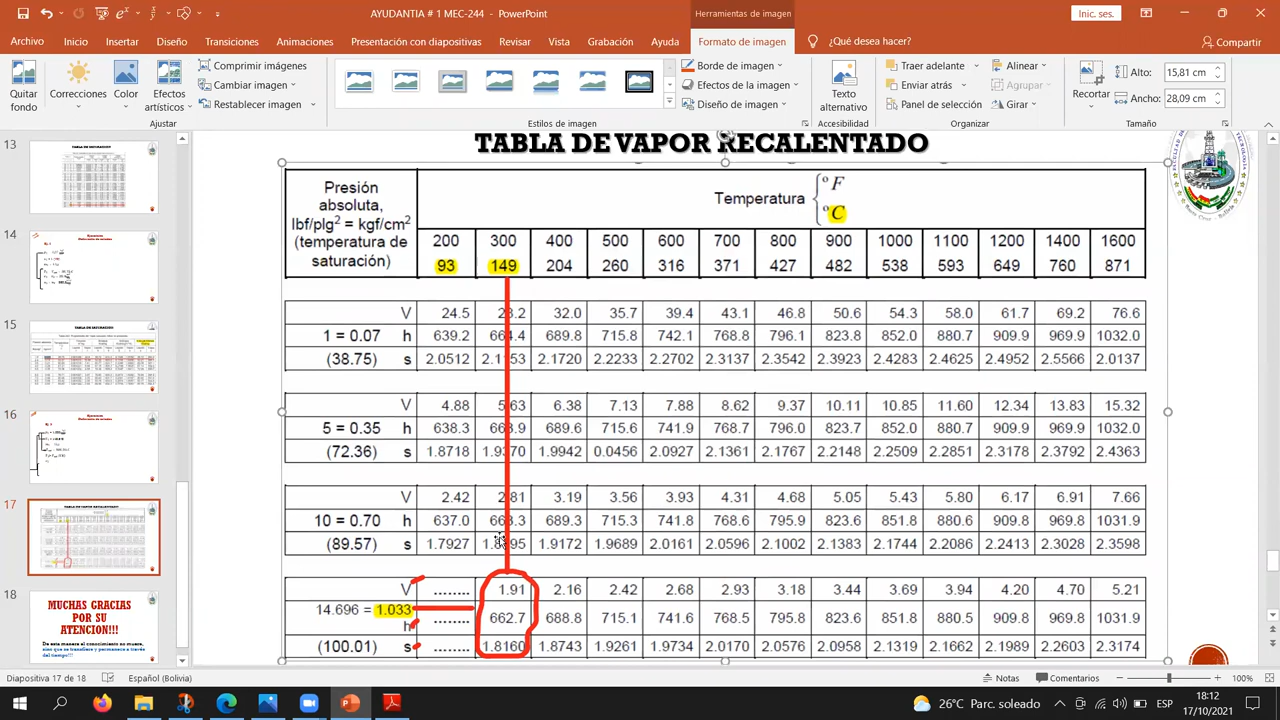 AYUDANTIA # 1 MEC-244 - PowerPoint
Herramientas de imagen
Inic. ses.
Archivo Inicio Insertar Diseño Transiciones Animaciones Presentación con diapositivas Revisar Vista Grabación Ayuda Formato de imagen ¿Qué desea hacer? Compartir
Quitar fondo
Correcciones
Color
Efectos artísticos
Comprimir imágenes
Cambiar imagen
Restablecer imagen
Ajustar
Estilos de imagen
Borde de imagen
Efectos de la imagen
Diseño de imagen
Texto alternativo
Accesibilidad
Traer adelante
Enviar atrás
Panel de selección
Alinear
Agrupar
Girar
Organizar
Recortar
Alto: 15,81 cm
Ancho: 28,09 cm
Tamaño
13
14
15
16
17
18
MUCHAS GRACIAS
POR SU
ATENCION!!!
TABLA DE VAPOR RECALENTADO
Presión
absoluta,
lbf/plg² = kgf/cm²
(temperatura de
saturación)
Temperatura °F °C
200 300 400 500 600 700 800 900 1000 1100 1200 1400 1600
93 149 204 260 316 371 427 482 538 593 649 760 871
V 24.5 32.0 35.7 39.4 43.1 46.8 50.6 54.3 58.0 61.7 69.2 76.6
1 = 0.07 h 639.2 664.4 689.3 715.8 742.1 768.8 796.1 823.8 852.0 880.7 909.9 969.9 1032.0
(38.75) s 2.0512 2.1720 2.2233 2.2702 2.3137 2.3542 2.3923 2.4283 2.4625 2.4952 2.5566 2.0137
V 4.88 5.63 6.38 7.13 7.88 8.62 9.37 10.11 10.85 11.60 12.34 13.83 15.32
5 = 0.35 h 638.3 689.6 715.6 741.9 768.7 796.0 823.7 852.0 880.7 909.9 969.9 1032.0
(72.36) s 1.8718 1.9942 0.0456 2.0927 2.1361 2.1767 2.2148 2.2509 2.2851 2.3178 2.3792 2.4363
V 2.42 2.81 3.19 3.56 3.93 4.31 4.68 5.05 5.43 5.80 6.17 6.91 7.66
10 = 0.70 h 637.0 689.3 715.3 741.8 768.6 795.9 823.6 851.8 880.6 909.8 969.8 1031.9
(89.57) s 1.7927 1.9172 1.9689 2.0161 2.0596 2.1002 2.1383 2.1744 2.2086 2.2413 2.3028 2.3598
V ........ 1.91 2.16 2.42 2.68 2.93 3.18 3.44 3.69 3.94 4.20 4.70 5.21
14.696 = 1.033 h ........ 662.7 688.8 715.1 741.6 768.5 795.8 823.6 851.8 880.5 909.8 969.8 1031.9
(100.01) s ........ 1.8160 1.8743 1.9261 1.9734 2.0578 2.0958 2.1989 2.2603 2.3174
Diapositiva 17 de 18 Español (Bolivia) Notas Comentarios 100%
26°C Parc. soleado ESP 18:12
17/10/2021